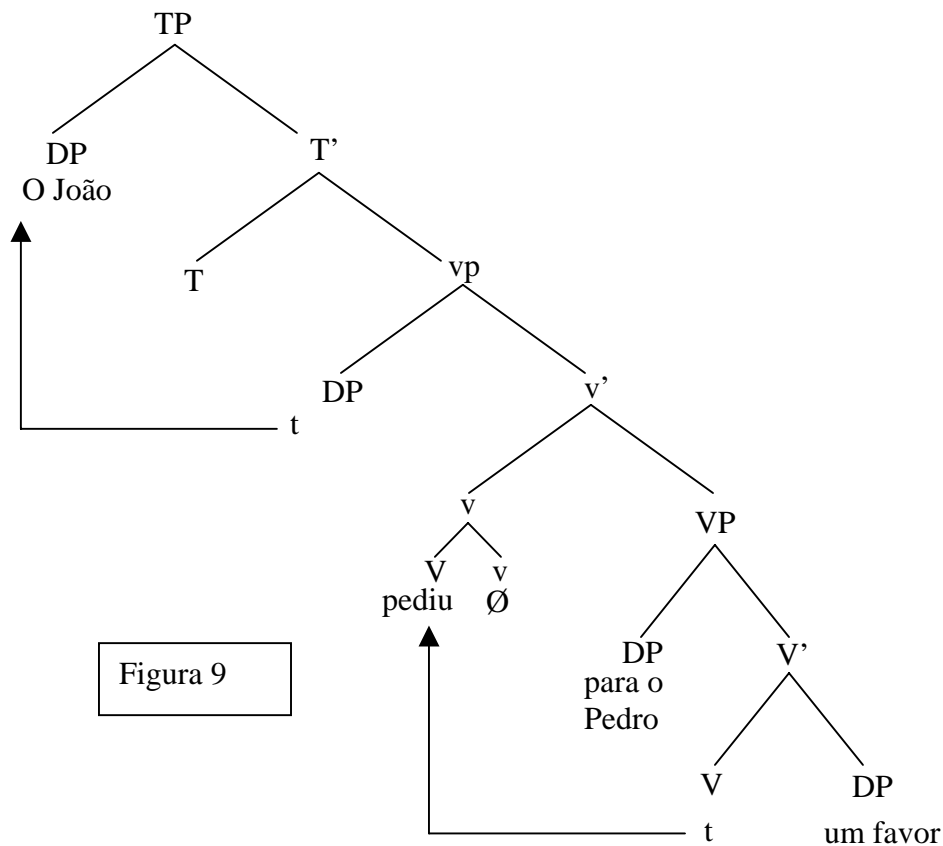 TP
DP
T’
O João
T
vp
DP
v’
t
v
VP
V
v
pediu
Ø
DP
V’
para o
Pedro
Figura 9
V
DP
t
um favor